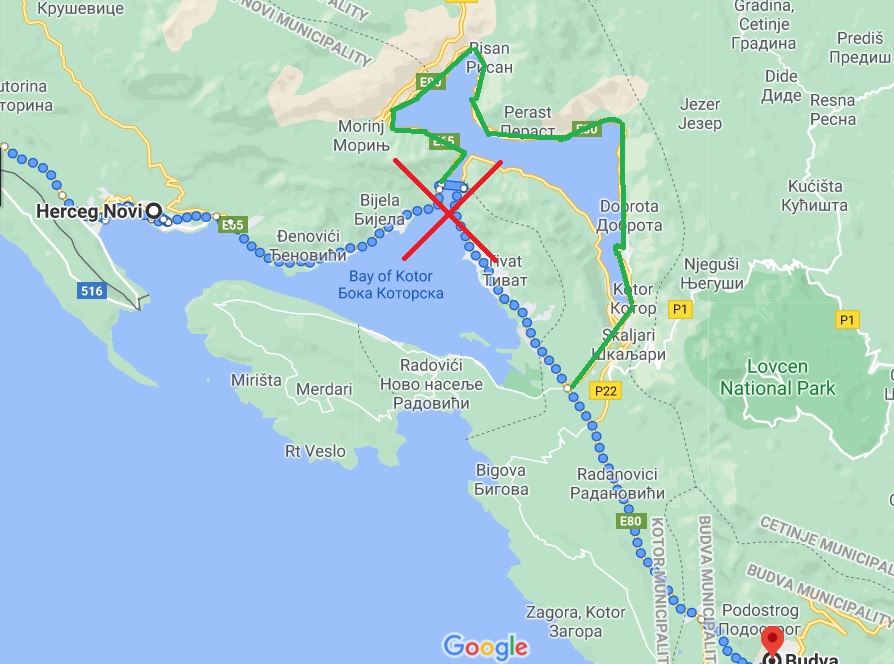 Крушевице
NOVI MUNICIPALITY
Gradina,
Cetinje
Градина
Prediš
Предиш
Risan
Рисан
E80
utorina
торина
Dide
Диде
Resna
Ресна
Jezer
Језер
Perast
Пераст
E80
Morinj
Морињ
E65
Kućišta
Кућишта
Bijela
Бијела
Dobrota
Доброта
Herceg Novi
E65
Đenovići
Ђеновићи
Tivat
Тиват
Njeguši
Његуши
Bay of Kotor
Бока Которска
516
Kotor
Котор
P1
P1
Škaljari
Шкаљари
Lovcen
National Park
Radovići
Ново насеље
Радовићи
Mirišta
Merdari
P22
Rt Veslo
Bigova
Бигова
Radanovici
Радановићи
E80
KOTOR MUNICIPALITY
BUDVA MUNICIPALITY
CETINJE MUNICIPAL
BUDVA MUNICIPALITY
Zagora, Kotor
Загора
Podostrog
Подострог
Google
Budva